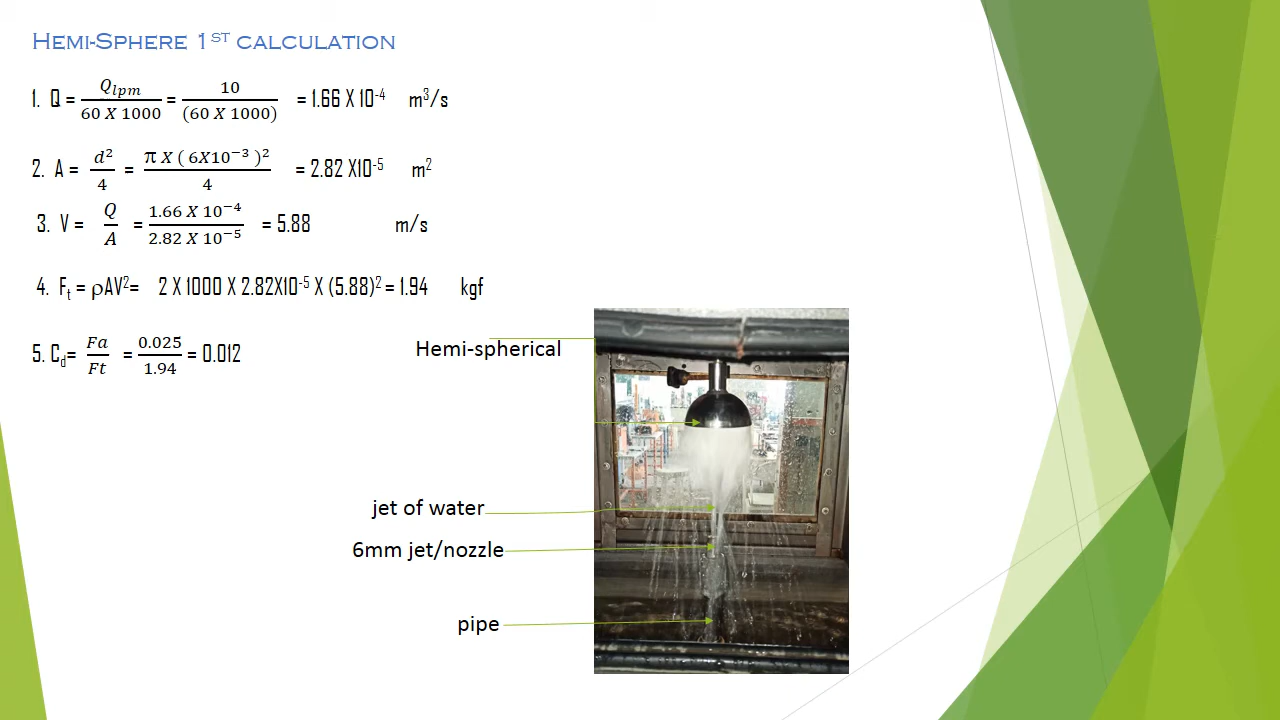 HEMI-SPHERE 1ST CALCULATION
1. Q = Qlpm / 60 X 1000 = 10 / (60 X 1000) = 1.66 X 10-4 m3/s
2. A = d2 / 4 = π X ( 6X10−3 )2 / 4 = 2.82 X10-5 m2
3. V = Q / A = 1.66 X 10−4 / 2.82 X 10−5 = 5.88 m/s
4. Ft = ρAV2= 2 X 1000 X 2.82X10-5 X (5.88)2 = 1.94 kgf
5. Cd= Fa / Ft = 0.025 / 1.94 = 0.012
Hemi-spherical
jet of water
6mm jet/nozzle
pipe